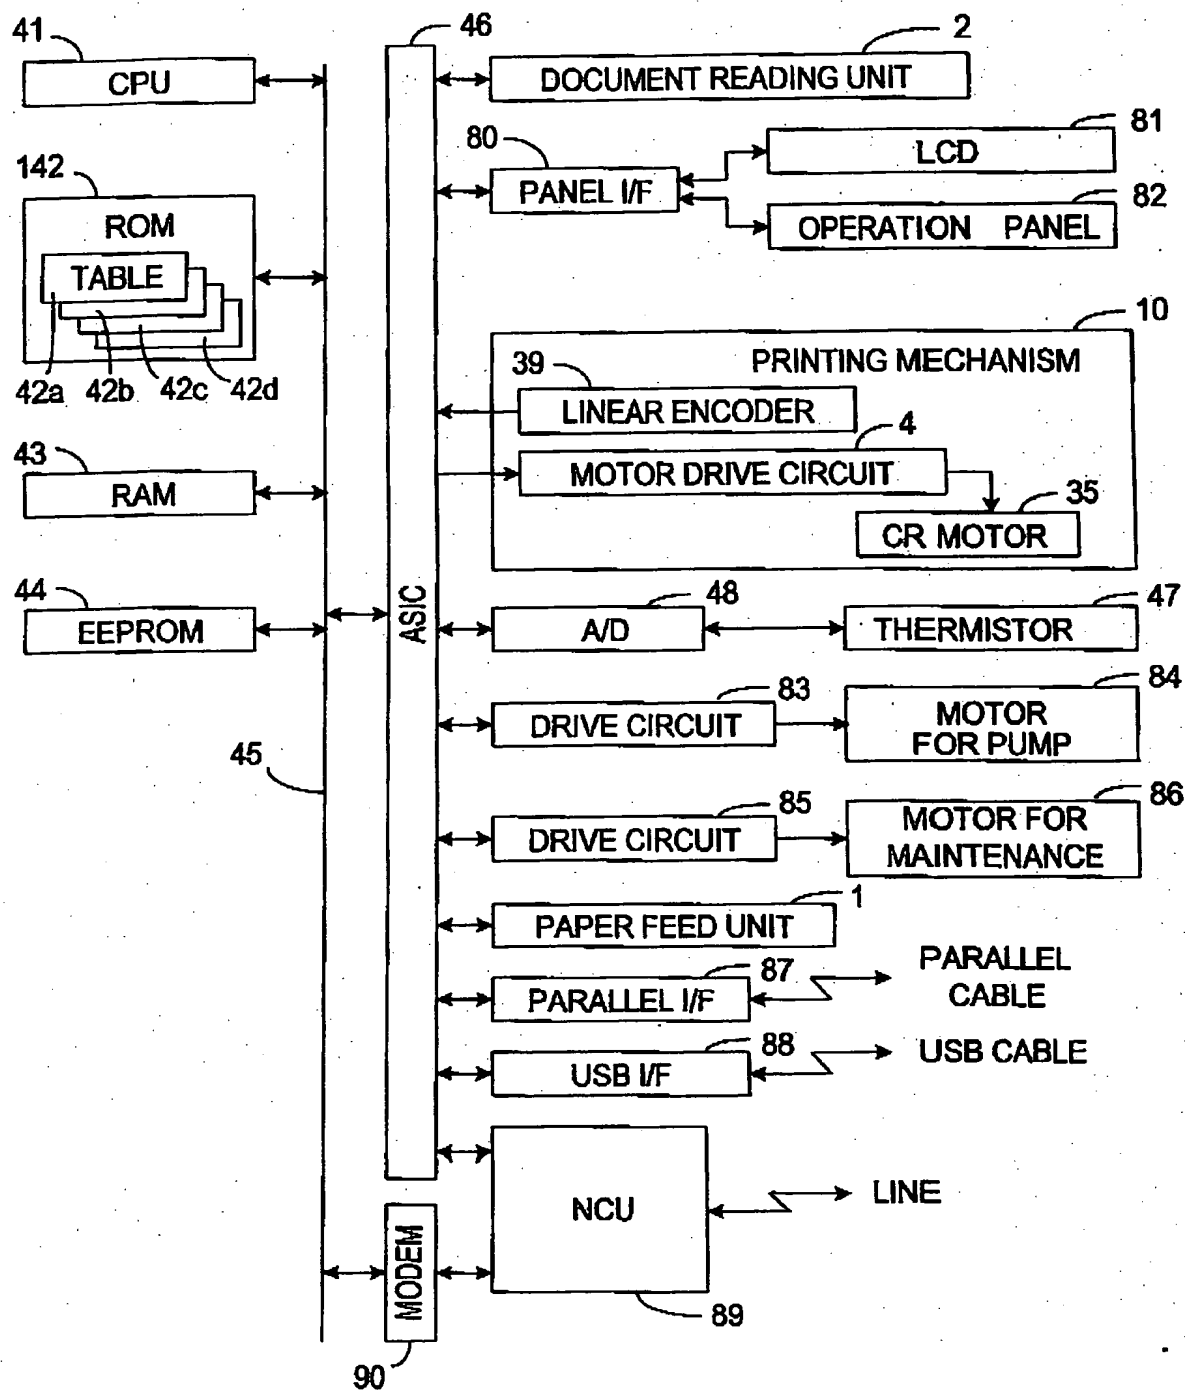 41
CPU
46
2
DOCUMENT READING UNIT
80
PANEL I/F
81
LCD
82
OPERATION PANEL
142
ROM
TABLE
42a
42b
42c
42d
10
PRINTING MECHANISM
39
LINEAR ENCODER
4
MOTOR DRIVE CIRCUIT
35
CR MOTOR
43
RAM
44
EEPROM
ASIC
48
A/D
47
THERMISTOR
83
DRIVE CIRCUIT
84
MOTOR
FOR PUMP
45
85
DRIVE CIRCUIT
86
MOTOR FOR
MAINTENANCE
1
PAPER FEED UNIT
87
PARALLEL I/F
PARALLEL
CABLE
88
USB I/F
USB CABLE
NCU
LINE
89
MODEM
90